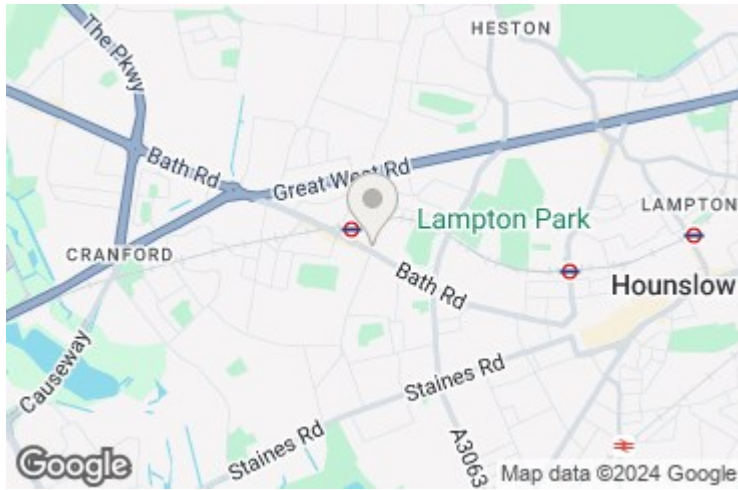 The Pkwy
HESTON
Bath Rd
Great West Rd
Lampton Park
LAMPTON
CRANFORD
Bath Rd
Hounslow
Causeway
Staines Rd
Staines Rd
A3063
Google
Map data ©2024 Google